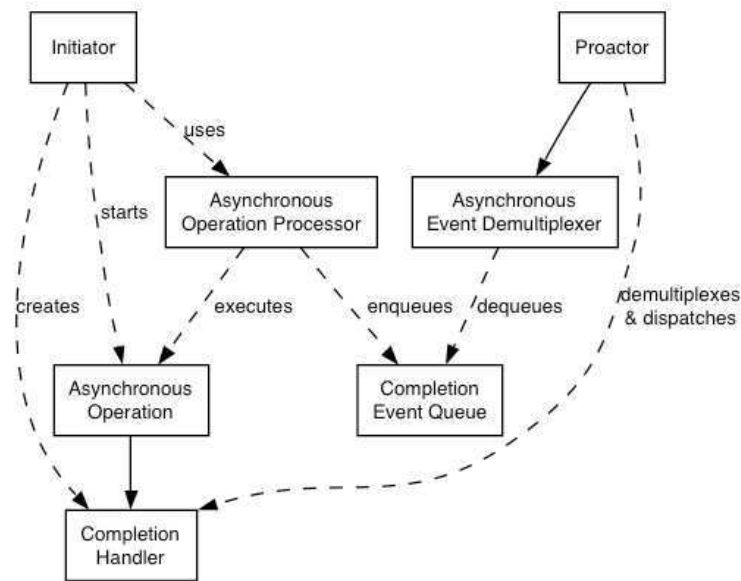 Initiator
Proactor
uses
Asynchronous
Operation Processor
Asynchronous
Event Demultiplexer
starts
creates
executes
enqueues
dequeues
demultiplexes
& dispatches
Asynchronous
Operation
Completion
Event Queue
Completion
Handler